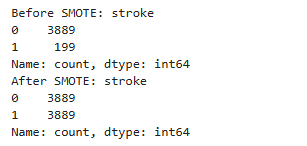 Before SMOTE: stroke
0    3889
1     199
Name: count, dtype: int64
After SMOTE: stroke
0    3889
1    3889
Name: count, dtype: int64